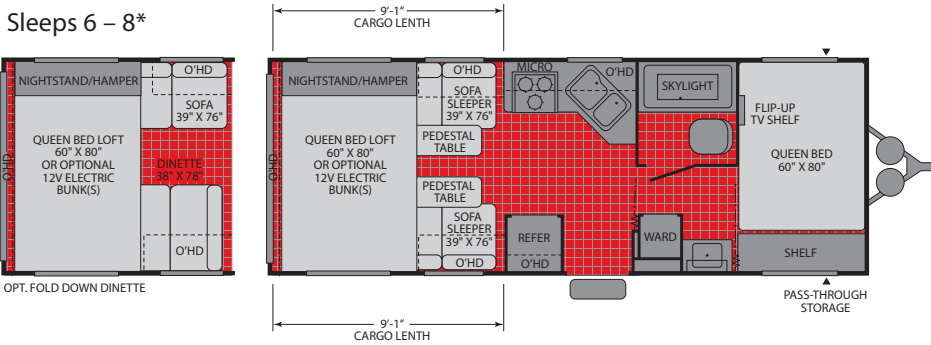 Sleeps 6 – 8*
9'-1"
CARGO LENTH
NIGHTSTAND/HAMPER
O'HD
SOFA
39" X 76"
QUEEN BED LOFT
60" X 80"
OR OPTIONAL
12V ELECTRIC
BUNK(S)
DINETTE
38" X 78"
O'HD
O'HD
OPT. FOLD DOWN DINETTE
NIGHTSTAND/HAMPER
O'HD
SOFA
SLEEPER
39" X 76"
PEDESTAL
TABLE
QUEEN BED LOFT
60" X 80"
OR OPTIONAL
12V ELECTRIC
BUNK(S)
O'HD
PEDESTAL
TABLE
SOFA
SLEEPER
39" X 76"
O'HD
MICRO
O'HD
REFER
O'HD
SKYLIGHT
WARD
FLIP-UP
TV SHELF
QUEEN BED
60" X 80"
SHELF
PASS-THROUGH
STORAGE
9'-1"
CARGO LENTH